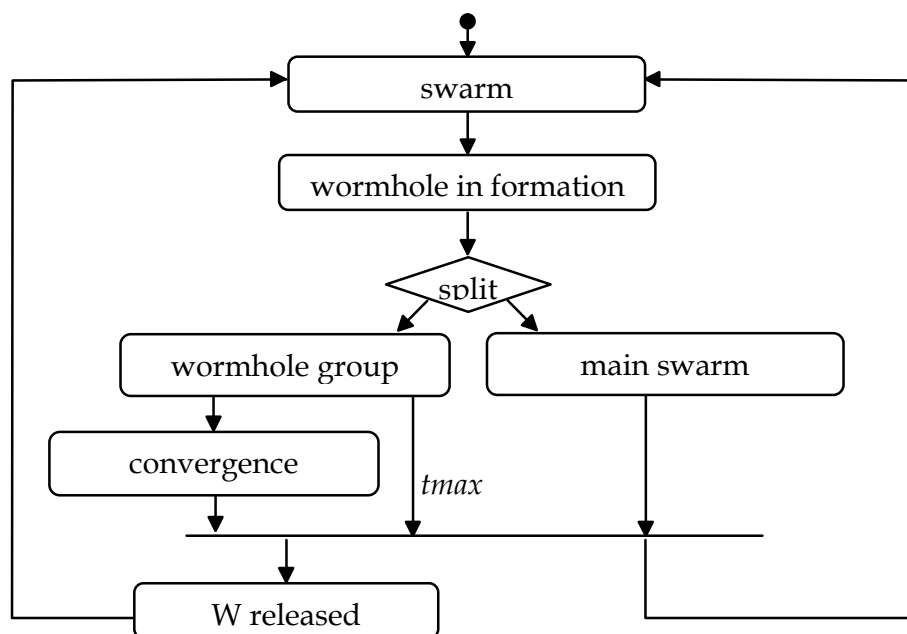 swarm
wormhole in formation
split
wormhole group
main swarm
convergence
tmax
W released